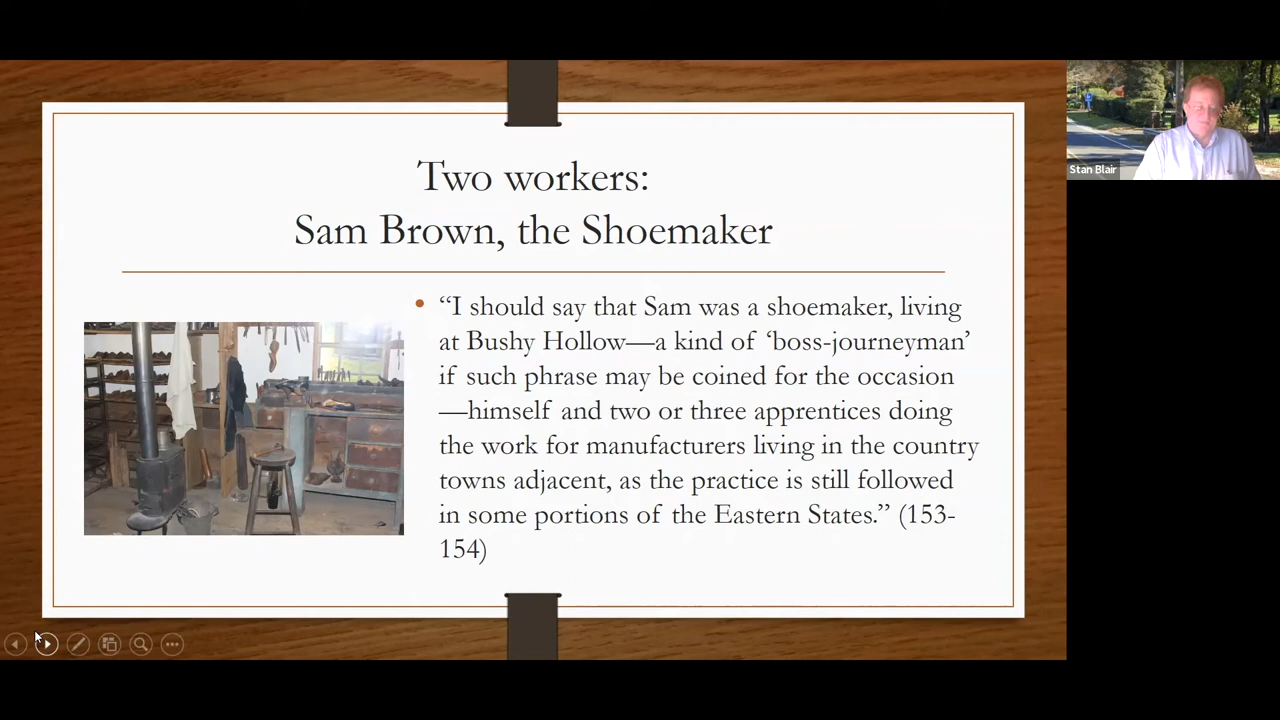 Two workers:
Sam Brown, the Shoemaker
“I should say that Sam was a shoemaker, living
at Bushy Hollow—a kind of ‘boss-journeyman’
if such phrase may be coined for the occasion
—himself and two or three apprentices doing
the work for manufacturers living in the country
towns adjacent, as the practice is still followed
in some portions of the Eastern States.” (153-
154)
Stan Blair